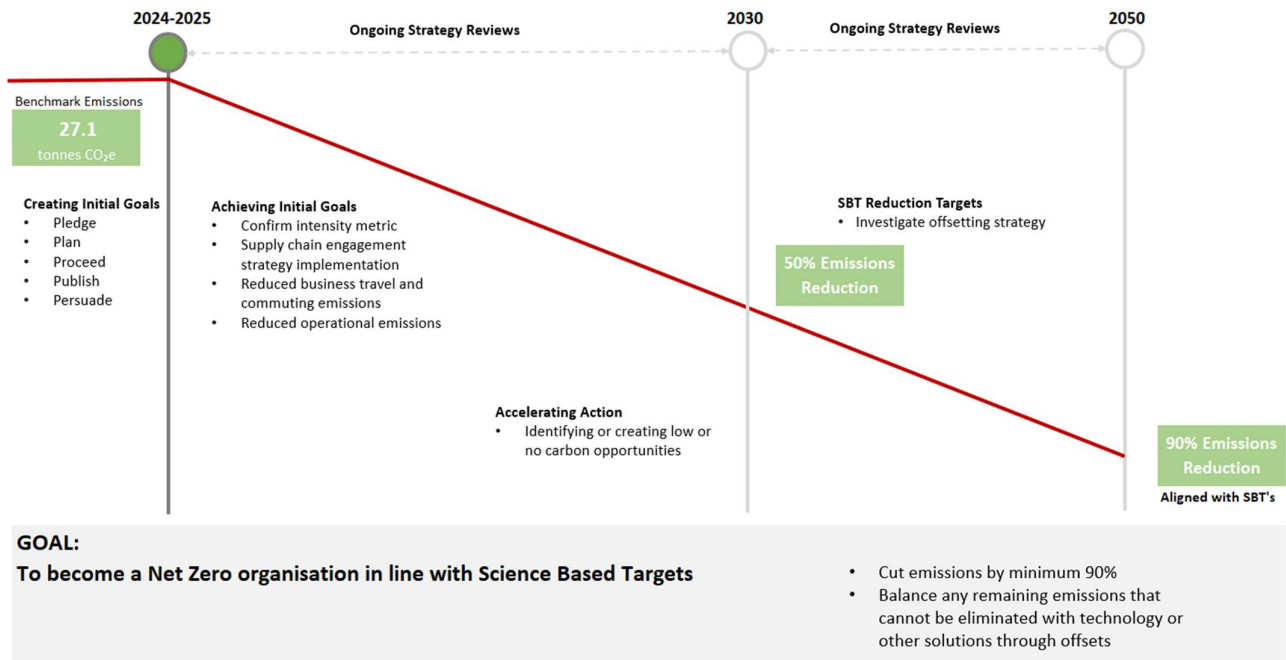 2024-2025
Ongoing Strategy Reviews
2030
Ongoing Strategy Reviews
2050
Benchmark Emissions
27.1
tonnes CO₂e
Creating Initial Goals
• Pledge
• Plan
• Proceed
• Publish
• Persuade
Achieving Initial Goals
• Confirm intensity metric
• Supply chain engagement
strategy implementation
• Reduced business travel and
commuting emissions
• Reduced operational emissions
Accelerating Action
• Identifying or creating low or
no carbon opportunities
SBT Reduction Targets
• Investigate offsetting strategy
50% Emissions
Reduction
90% Emissions
Reduction
Aligned with SBT's
GOAL:
To become a Net Zero organisation in line with Science Based Targets
• Cut emissions by minimum 90%
• Balance any remaining emissions that
cannot be eliminated with technology or
other solutions through offsets